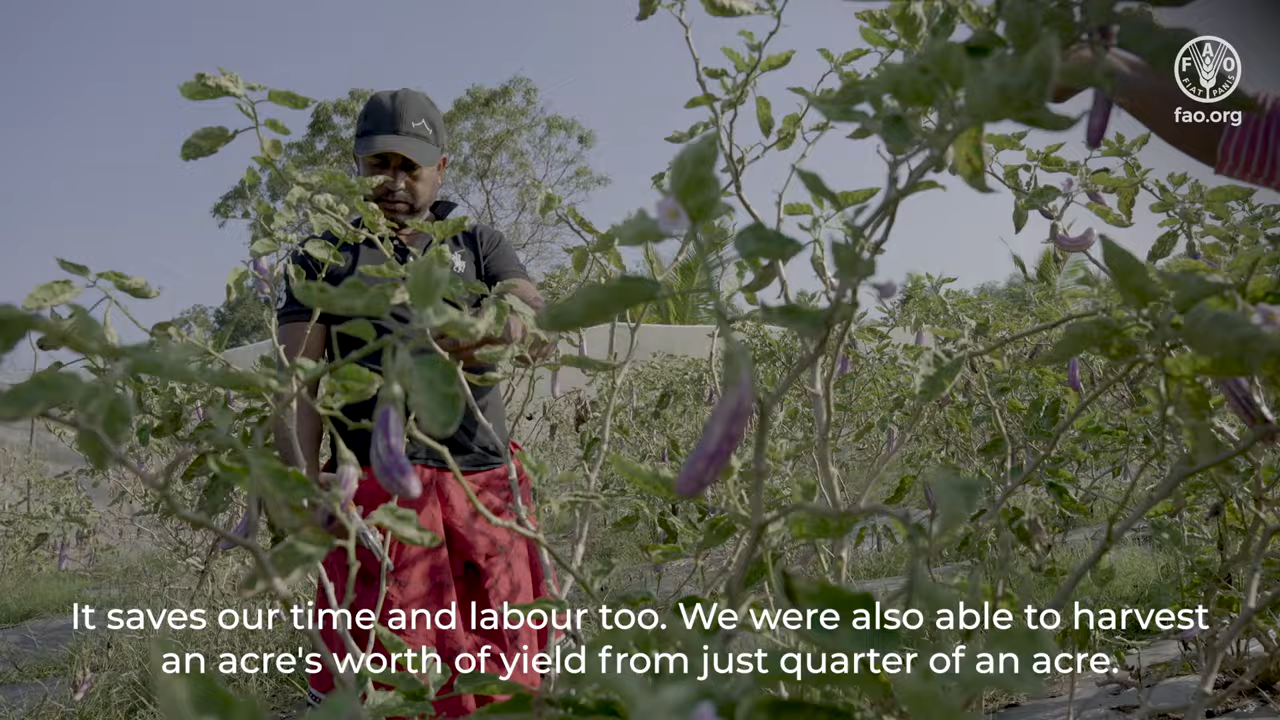 FAO
FIAT PANIS
fao.org
It saves our time and labour too. We were also able to harvest
an acre's worth of yield from just quarter of an acre.